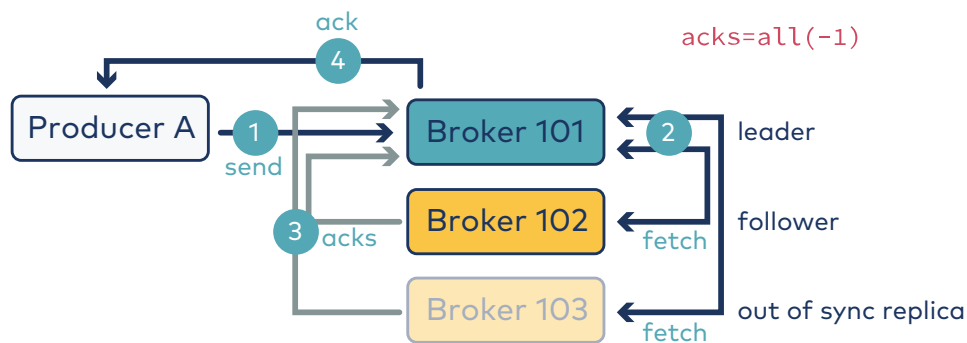 ack
acks=all(-1)
4
Producer A
1
send
Broker 101
2
leader
3
acks
Broker 102
fetch
follower
Broker 103
fetch
out of sync replica